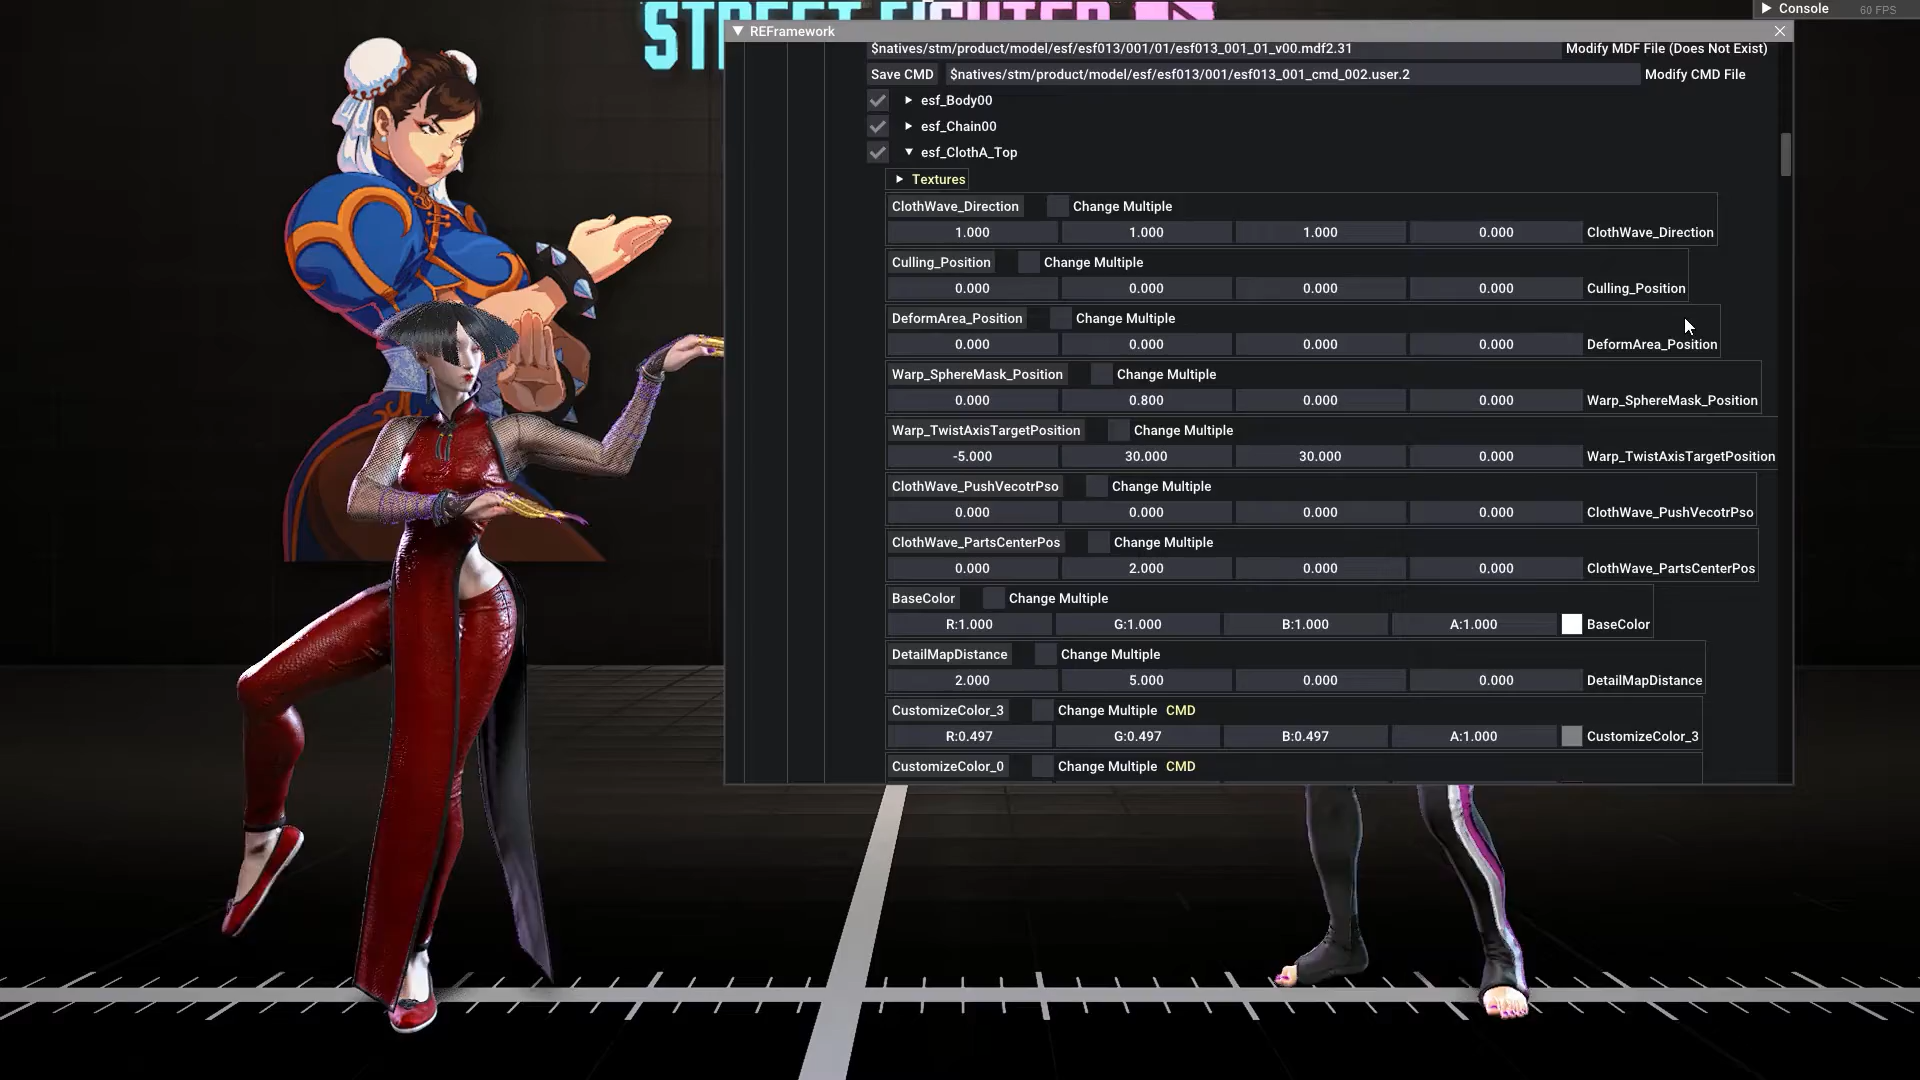 STREET FIGHTER
Console 60 FPS
REFramework
$natives/stm/product/model/esf/esf013/001/01/esf013_001_01_v00.mdf2.31 Modify MDF File (Does Not Exist)
Save CMD $natives/stm/product/model/esf/esf013/001/esf013_001_cmd_002.user.2 Modify CMD File
esf_Body00
esf_Chain00
esf_ClothA_Top
Textures
ClothWave_Direction Change Multiple
1.000 1.000 1.000 0.000 ClothWave_Direction
Culling_Position Change Multiple
0.000 0.000 0.000 0.000 Culling_Position
DeformArea_Position Change Multiple
0.000 0.000 0.000 0.000 DeformArea_Position
Warp_SphereMask_Position Change Multiple
0.000 0.800 0.000 0.000 Warp_SphereMask_Position
Warp_TwistAxisTargetPosition Change Multiple
-5.000 30.000 30.000 0.000 Warp_TwistAxisTargetPosition
ClothWave_PushVecotrPso Change Multiple
0.000 0.000 0.000 0.000 ClothWave_PushVecotrPso
ClothWave_PartsCenterPos Change Multiple
0.000 2.000 0.000 0.000 ClothWave_PartsCenterPos
BaseColor Change Multiple
R:1.000 G:1.000 B:1.000 A:1.000 BaseColor
DetailMapDistance Change Multiple
2.000 5.000 0.000 0.000 DetailMapDistance
CustomizeColor_3 Change Multiple CMD
R:0.497 G:0.497 B:0.497 A:1.000 CustomizeColor_3
CustomizeColor_0 Change Multiple CMD